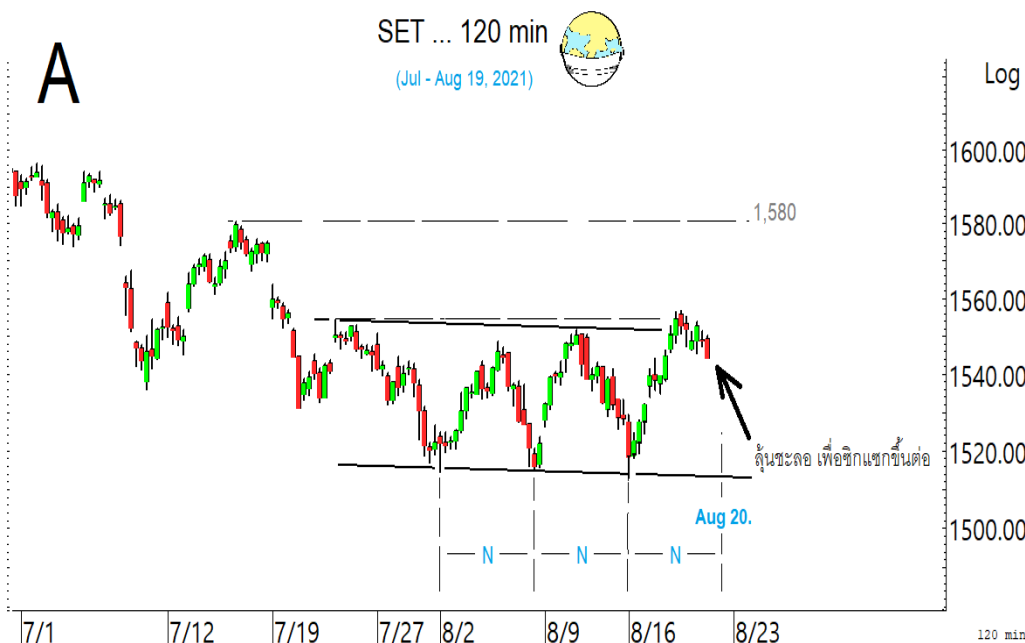 SET ... 120 min
(Jul - Aug 19, 2021)
A
Log
1600.00
1,580
1580.00
1560.00
1540.00
ลุ้นชะลอ เพื่อซิกแซกขึ้นต่อ
1520.00
Aug 20.
1500.00
N
N
N
7/1
7/12
7/19
7/27
8/2
8/9
8/16
8/23
120 min